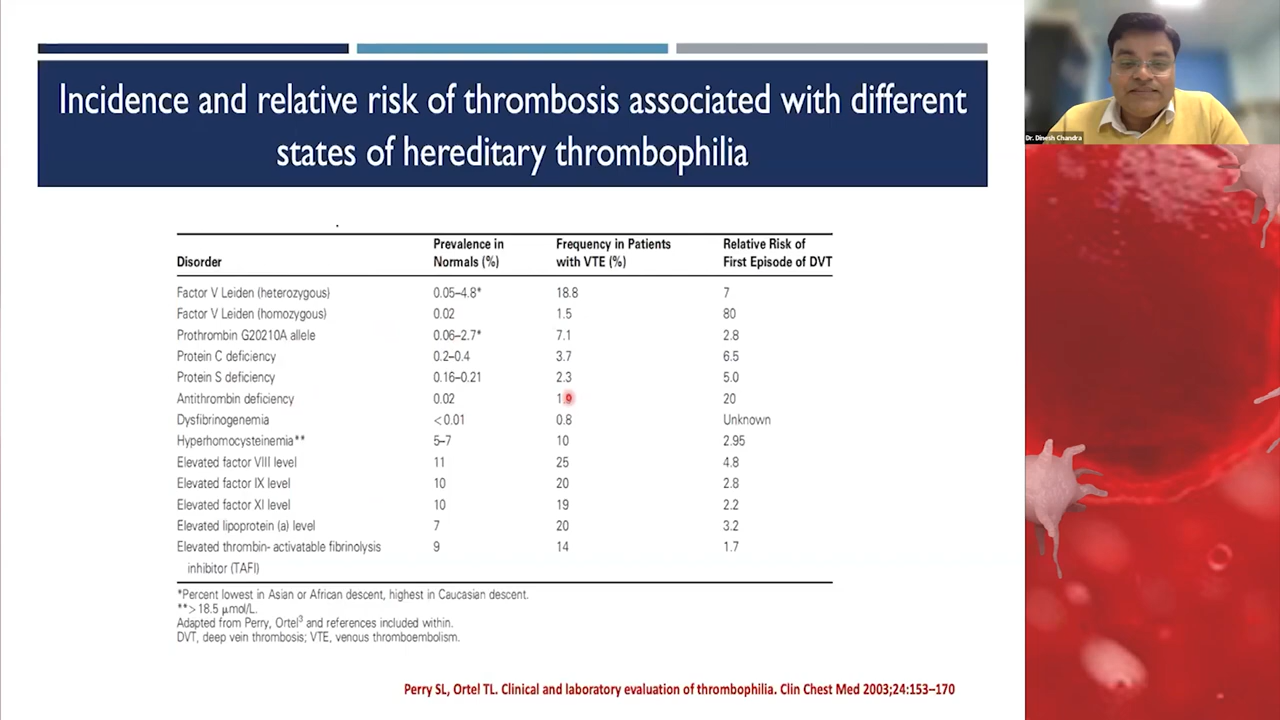 Incidence and relative risk of thrombosis associated with different
states of hereditary thrombophilia
Dr. Dinesh Chandra
Disorder Prevalence in Normals (%) Frequency in Patients with VTE (%) Relative Risk of First Episode of DVT
Factor V Leiden (heterozygous) 0.05–4.8* 18.8 7
Factor V Leiden (homozygous) 0.02 1.5 80
Prothrombin G20210A allele 0.06–2.7* 7.1 2.8
Protein C deficiency 0.2–0.4 3.7 6.5
Protein S deficiency 0.16–0.21 2.3 5.0
Antithrombin deficiency 0.02 20
Dysfibrinogenemia <0.01 0.8 Unknown
Hyperhomocysteinemia** 5–7 10 2.95
Elevated factor VIII level 11 25 4.8
Elevated factor IX level 10 20 2.8
Elevated factor XI level 10 19 2.2
Elevated lipoprotein (a) level 7 20 3.2
Elevated thrombin- activatable fibrinolysis 9 14 1.7
inhibitor (TAFI)
*Percent lowest in Asian or African descent, highest in Caucasian descent.
**>18.5 μmol/L.
Adapted from Perry, Ortel3 and references included within.
DVT, deep vein thrombosis; VTE, venous thromboembolism.
Perry SL, Ortel TL. Clinical and laboratory evaluation of thrombophilia. Clin Chest Med 2003;24:153–170